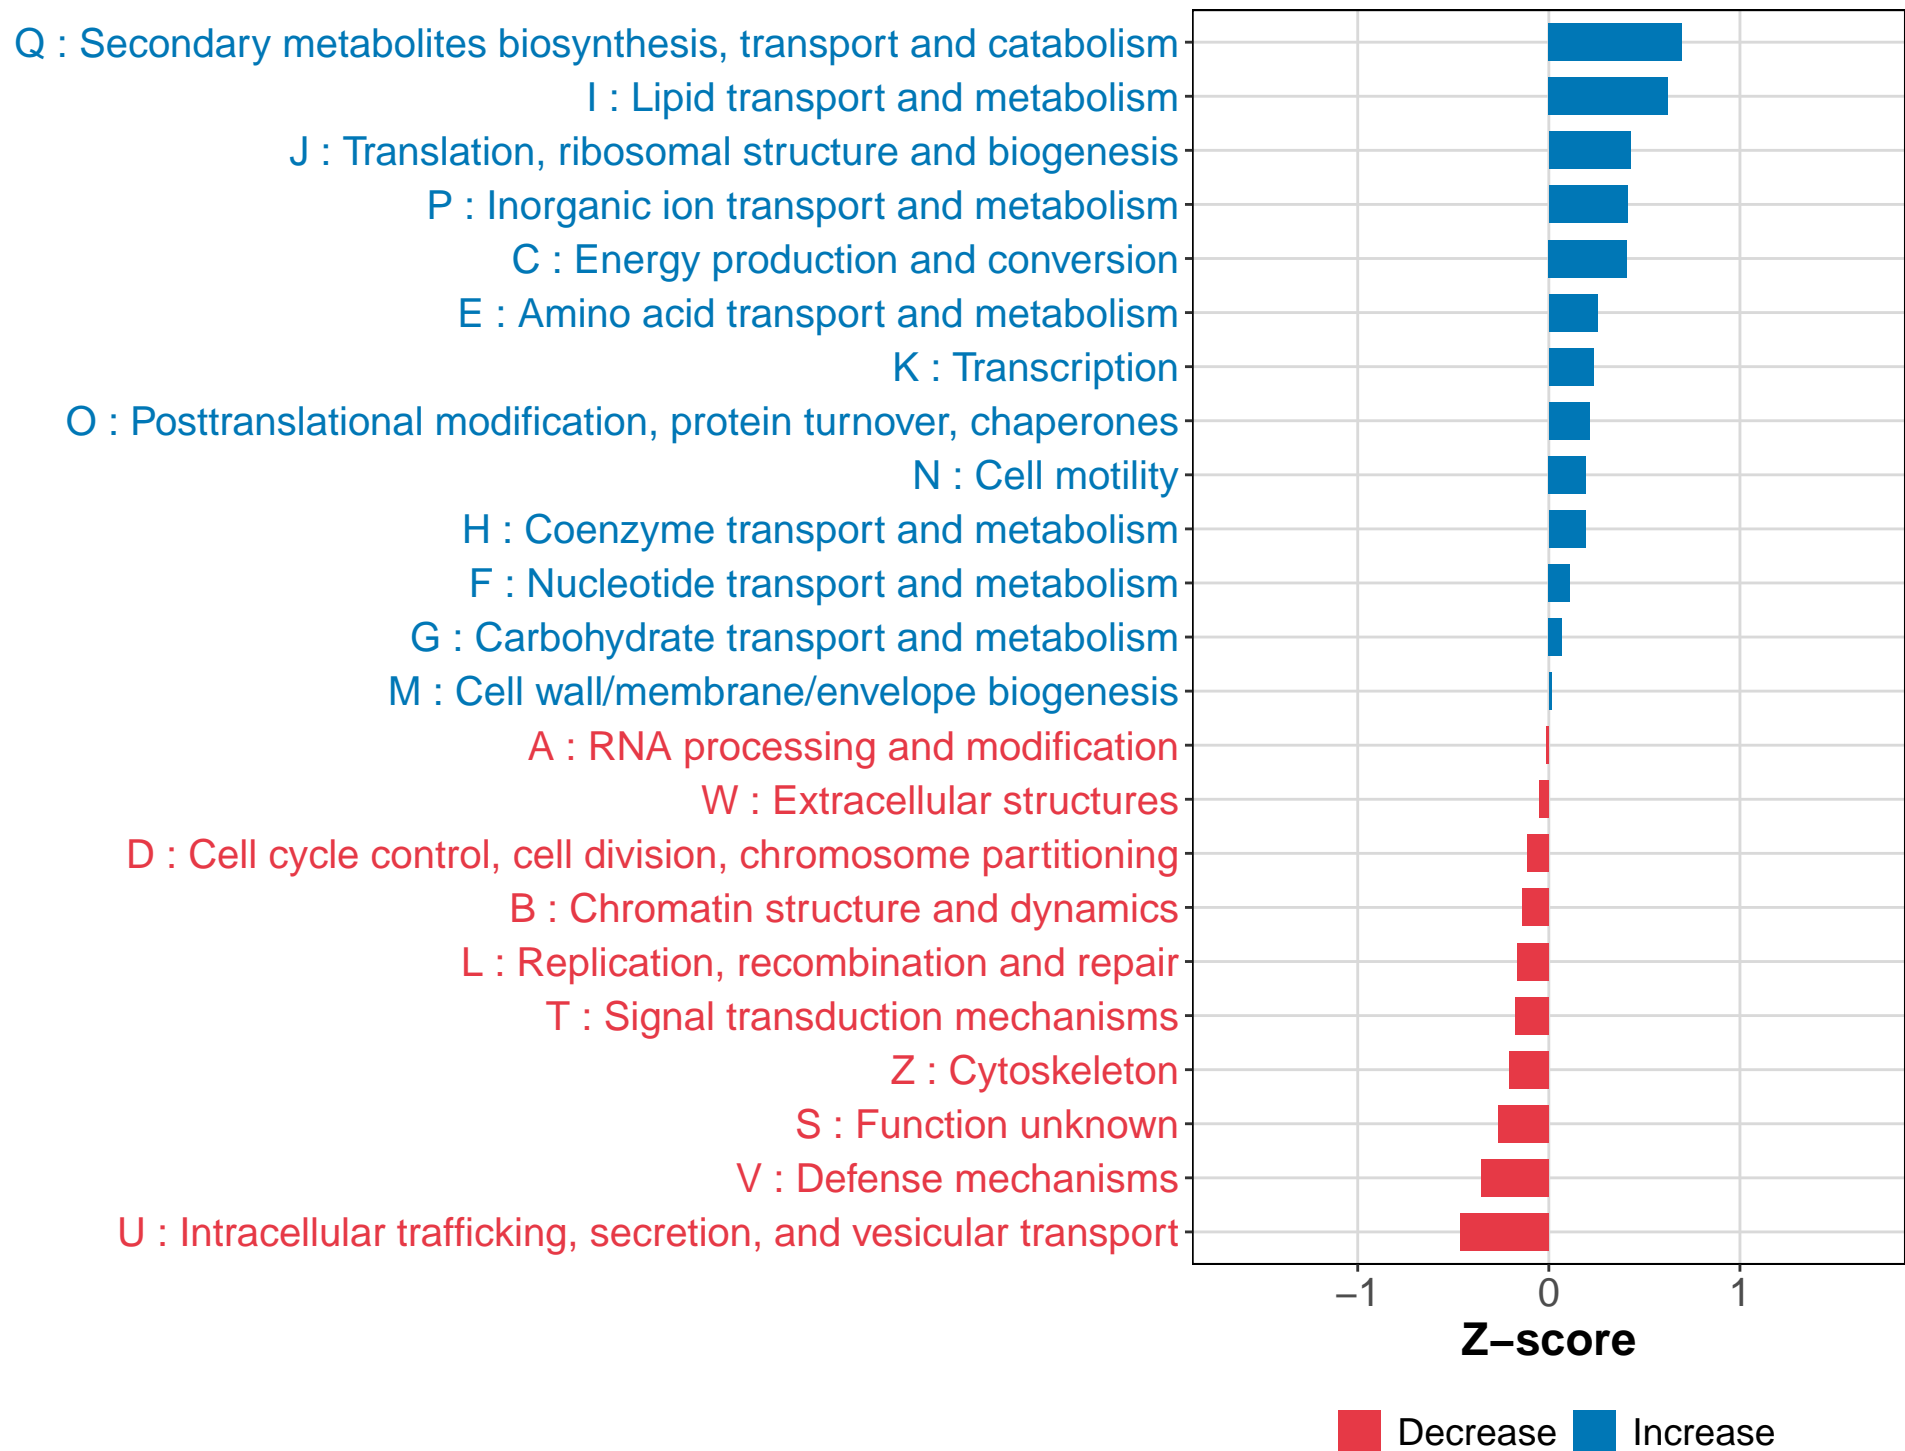 Q : Secondary metabolites biosynthesis, transport and catabolism
I : Lipid transport and metabolism
J : Translation, ribosomal structure and biogenesis
P : Inorganic ion transport and metabolism
C : Energy production and conversion
E : Amino acid transport and metabolism
K : Transcription
O : Posttranslational modification, protein turnover, chaperones
N : Cell motility
H : Coenzyme transport and metabolism
F : Nucleotide transport and metabolism
G : Carbohydrate transport and metabolism
M : Cell wall/membrane/envelope biogenesis
A : RNA processing and modification
W : Extracellular structures
D : Cell cycle control, cell division, chromosome partitioning
B : Chromatin structure and dynamics
L : Replication, recombination and repair
T : Signal transduction mechanisms
Z : Cytoskeleton
S : Function unknown
V : Defense mechanisms
U : Intracellular trafficking, secretion, and vesicular transport
−1 0 1
Z−score
Decrease Increase